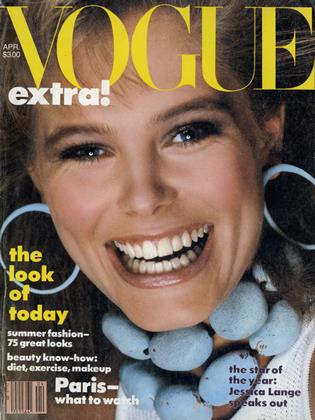 VOGUE
APR.
$3.00
extra!
the
look
of
today
summer fashion–
75 great looks
beauty know-how:
diet, exercise, makeup
Paris–
what to watch
the star of
the year:
Jessica Lange
speaks out